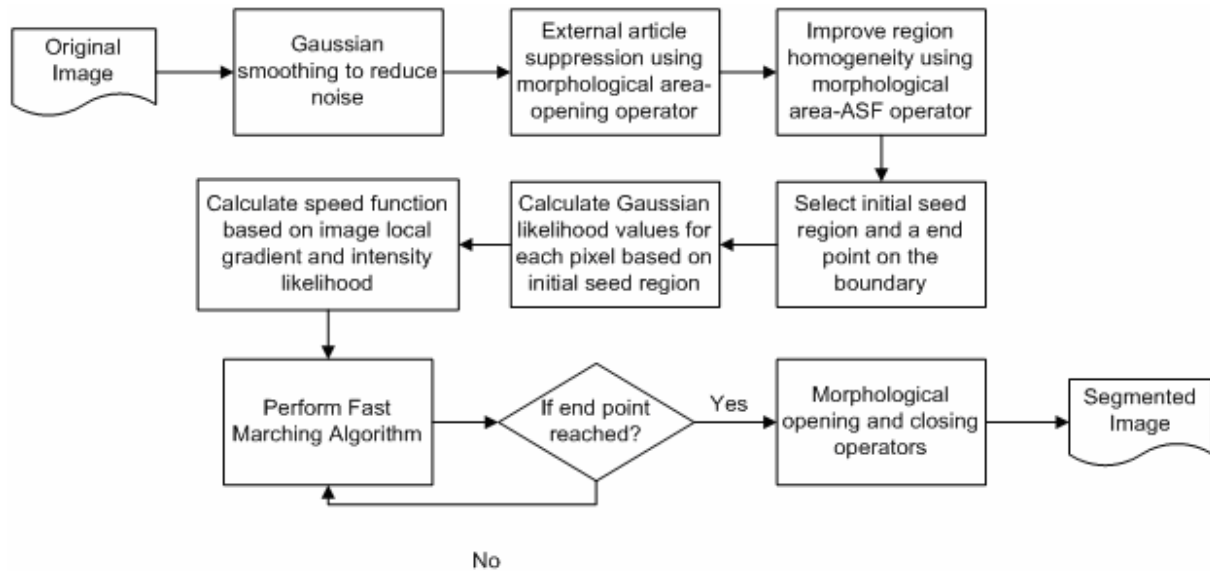 Original
Image
Gaussian
smoothing to reduce
noise
External article
suppression using
morphological area-
opening operator
Improve region
homogeneity using
morphological
area-ASF operator
Calculate speed function
based on image local
gradient and intensity
likelihood
Calculate Gaussian
likelihood values for
each pixel based on
initial seed region
Select initial seed
region and a end
point on the
boundary
Perform Fast
Marching Algorithm
If end point
reached?
Yes
Morphological
opening and closing
operators
Segmented
Image
No